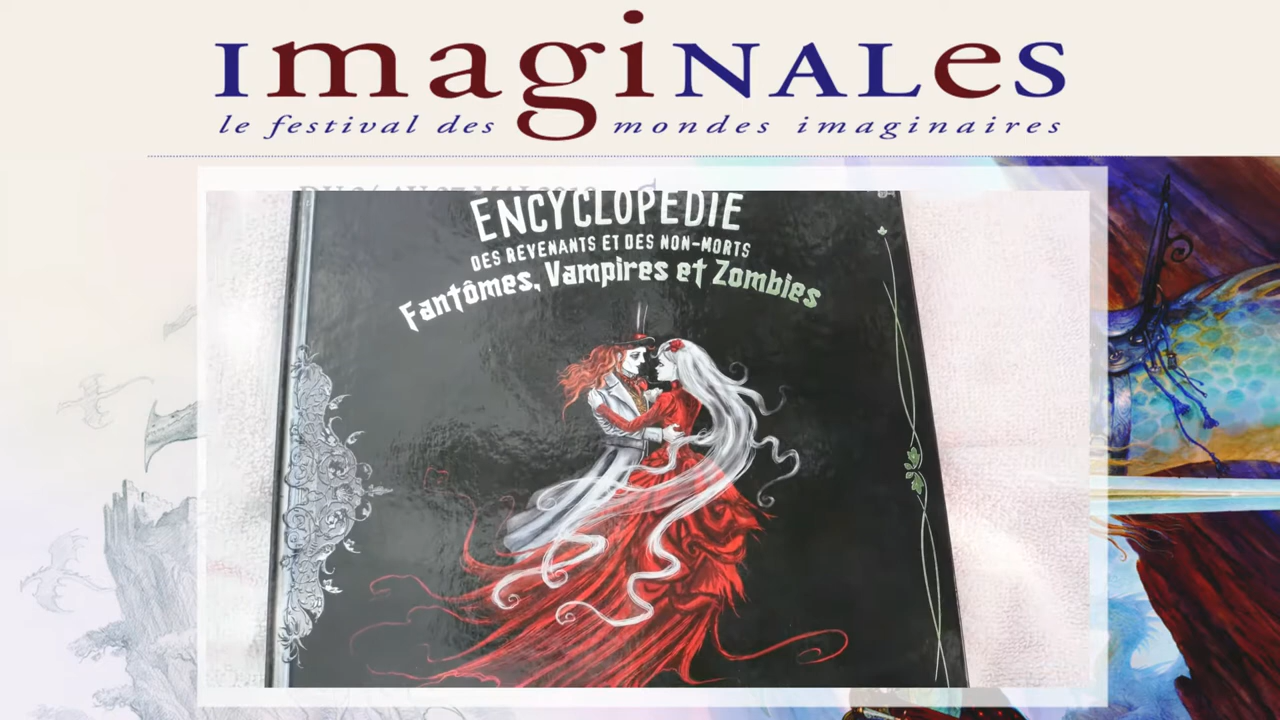 ImagiNALes
le festival des mondes imaginaires
ENCYCLOPÉDIE
DES REVENANTS ET DES NON-MORTS
Fantômes, Vampires et Zombies